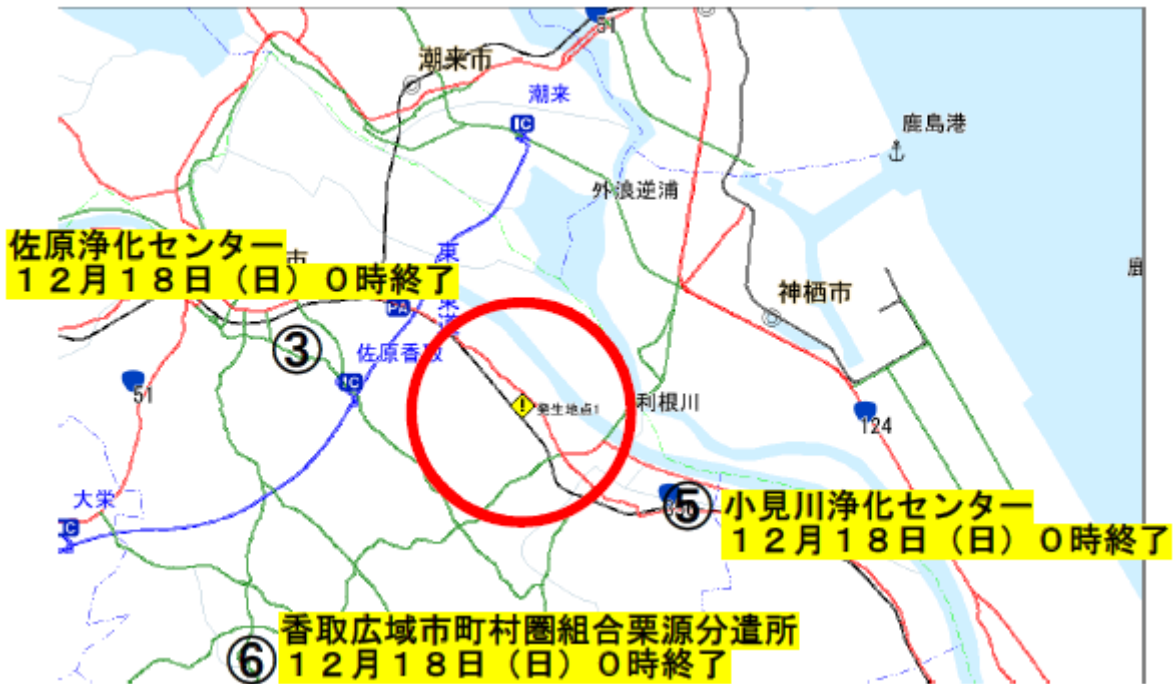 51
潮来市
潮来
IC
鹿島港
外浪逆浦
佐原浄化センター
１２月１８日（日）０時終了
市
東
神栖市
PA
③
佐原香取
IC
51
発生地点1
利根川
124
大栄
IC
⑤
小見川浄化センター
１２月１８日（日）０時終了
香取広域市町村圏組合栗源分遣所
⑥
１２月１８日（日）０時終了